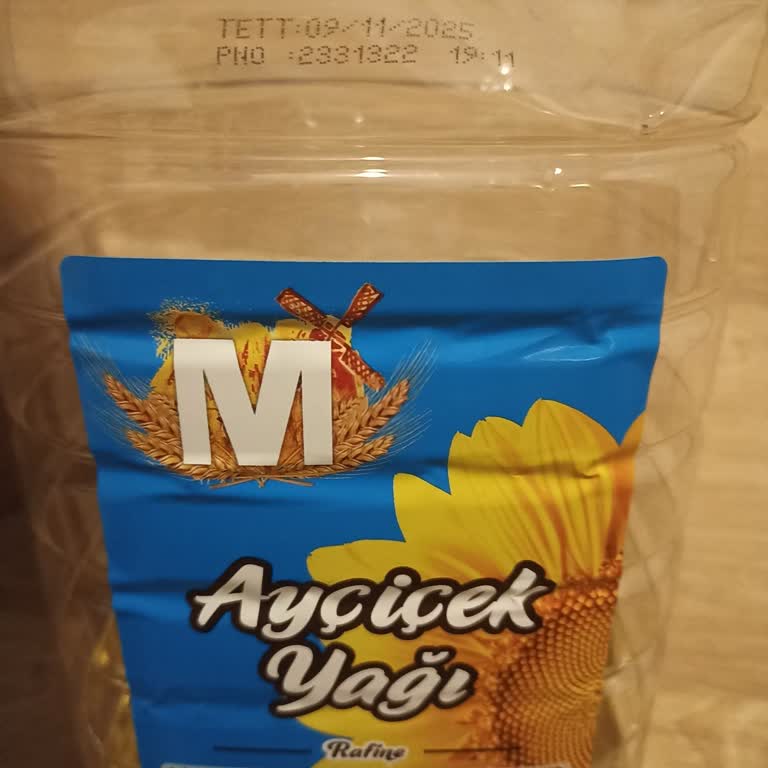 TETT:09/11/2025
PNO :2331322 19:11
M
Ayçiçek
Yağı
Rafine